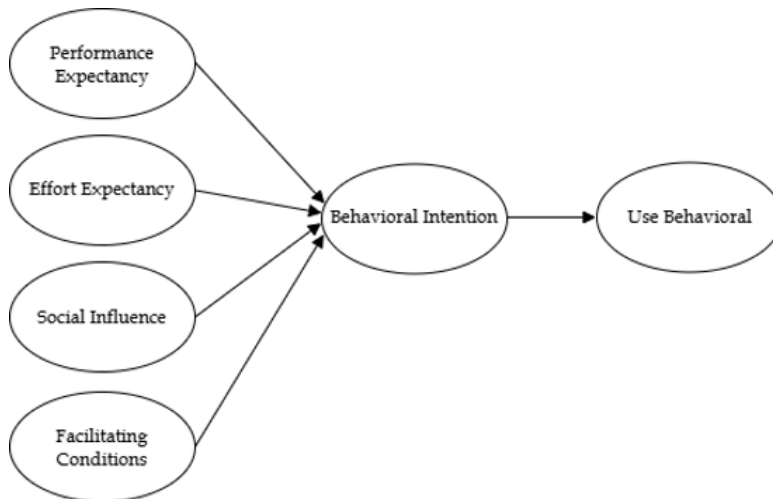 Performance
Expectancy
Effort Expectancy
Behavioral Intention
Use Behavioral
Social Influence
Facilitating
Conditions